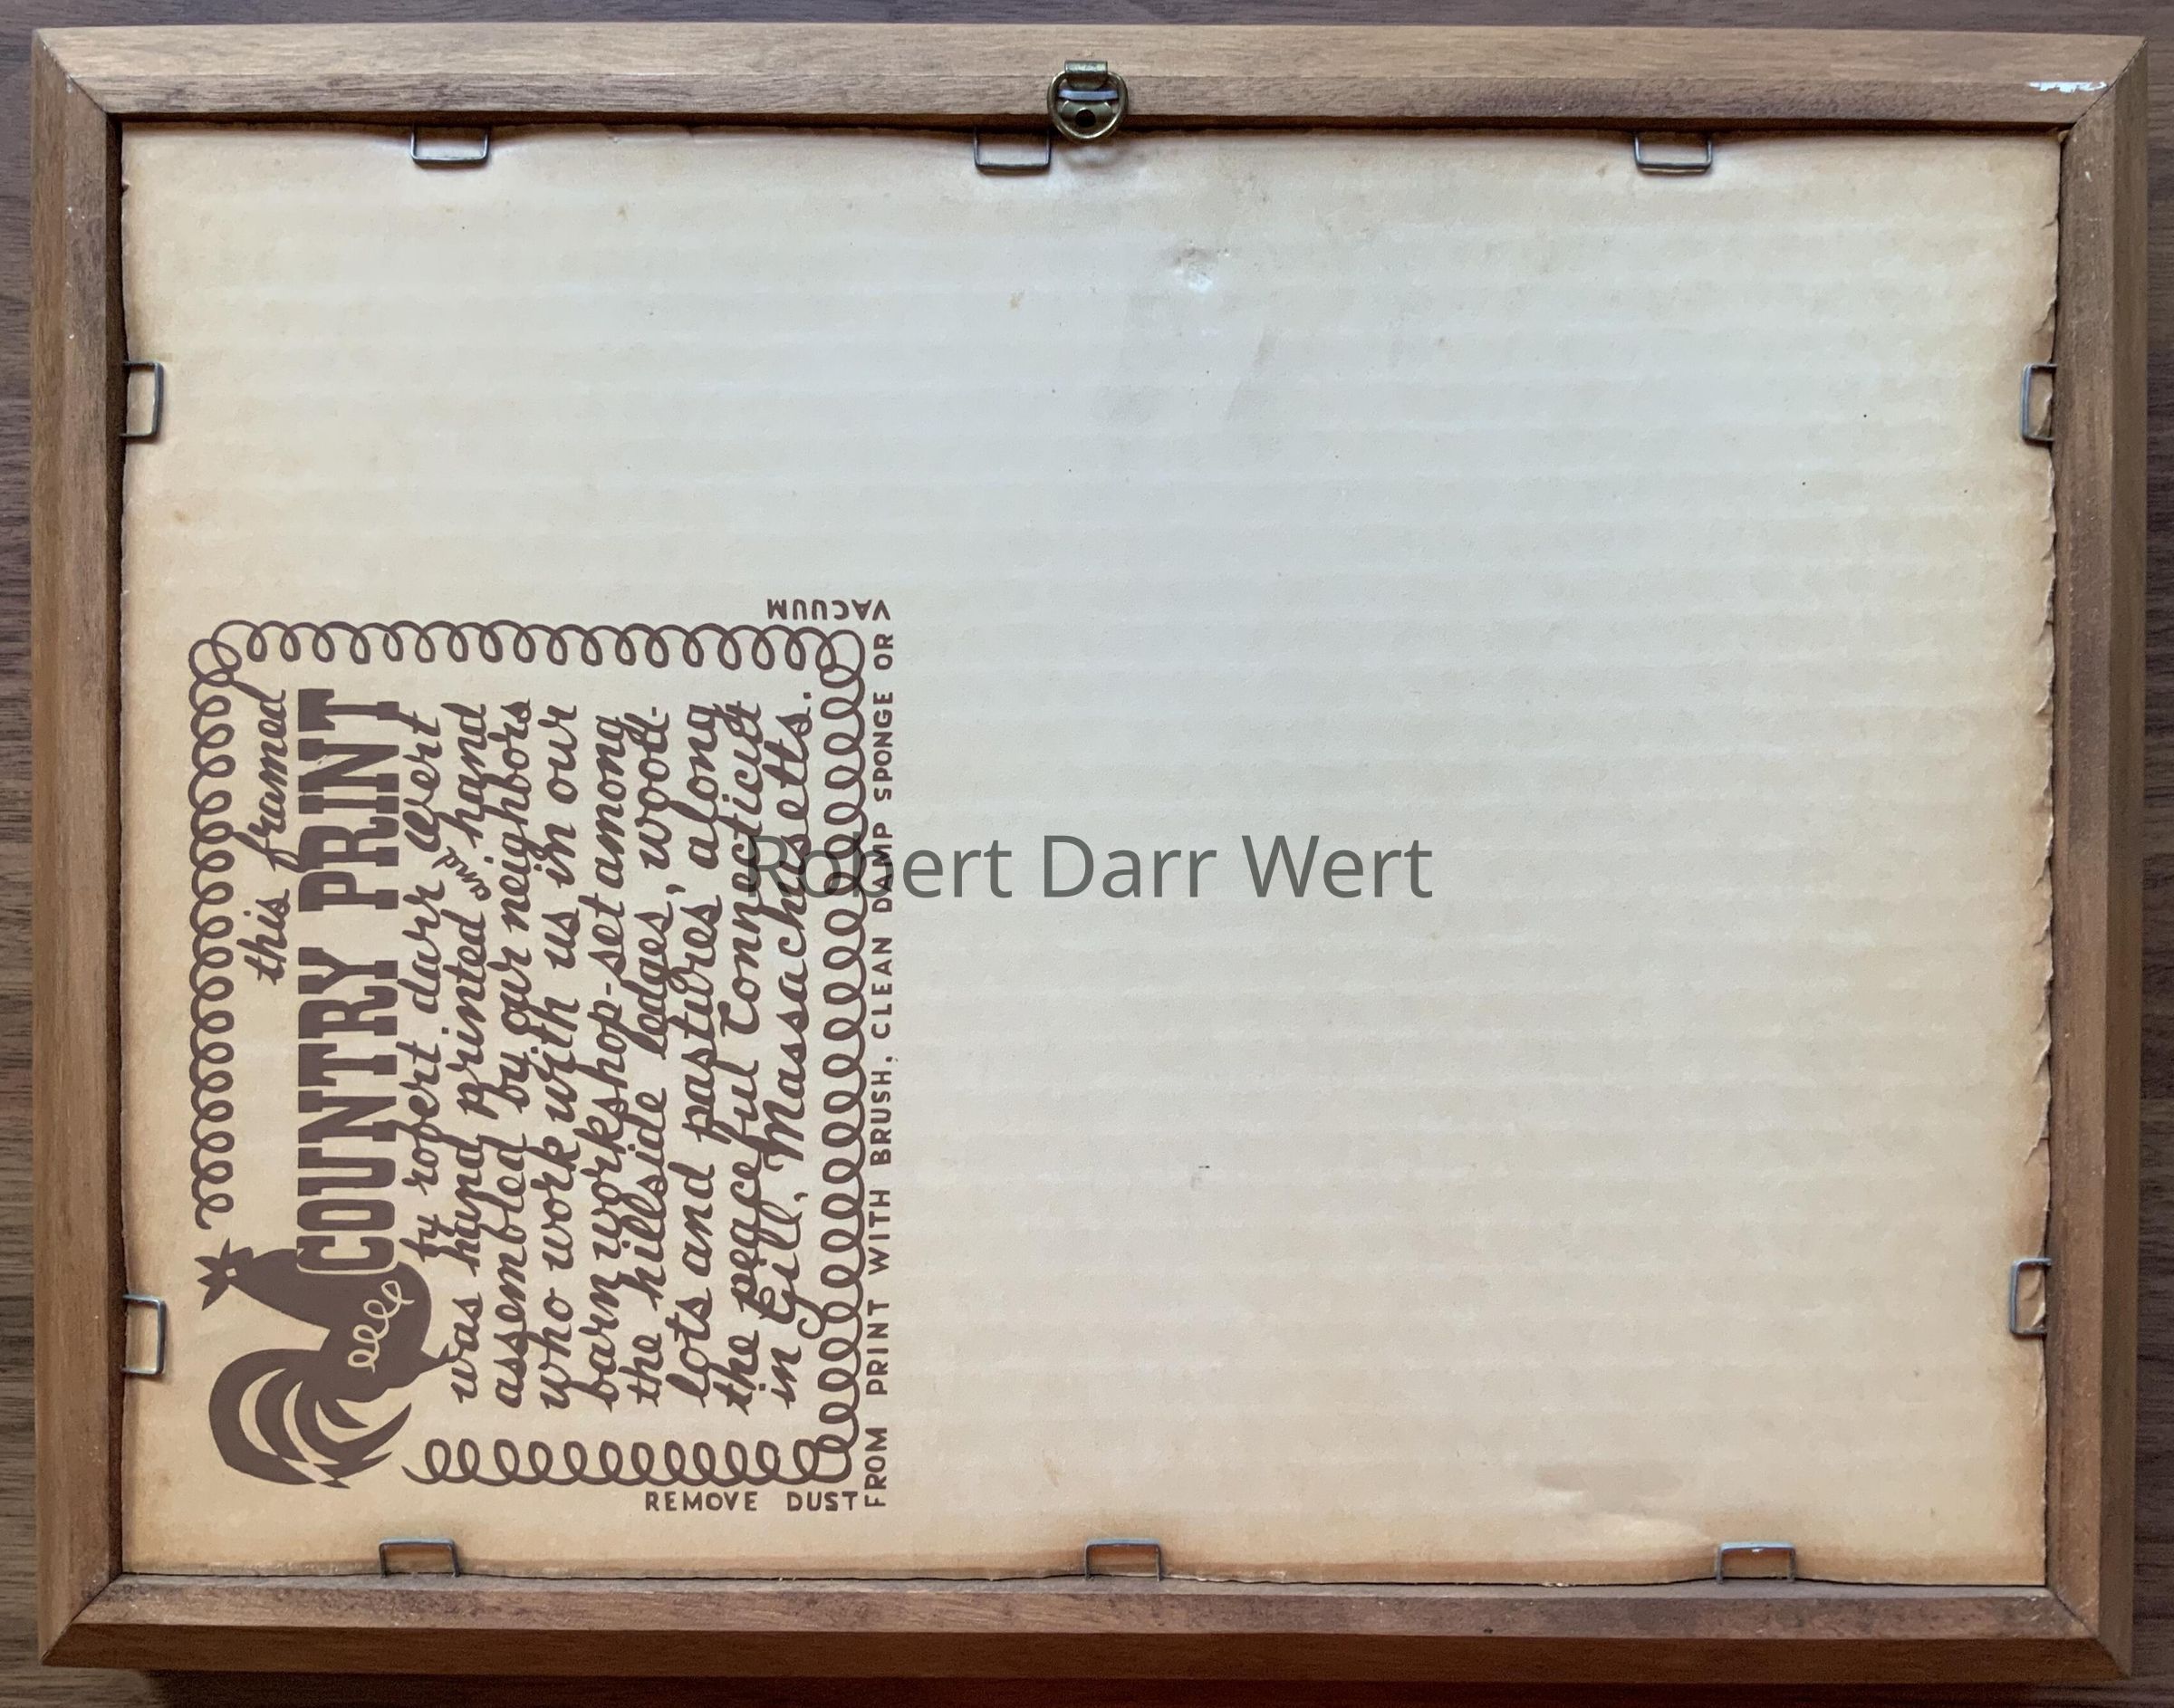 this framed
COUNTRY PRINT
by robert darr wert
was hand printed and hand
assembled by our neighbors
who work with us in our
barn workshop-set among
the hillside ledges, wood-
lots and pastures, along
the peaceful Connecticut
in Gill, Massachusetts.
REMOVE DUST
FROM PRINT WITH BRUSH, CLEAN DAMP SPONGE OR
VACUUM
Robert Darr Wert